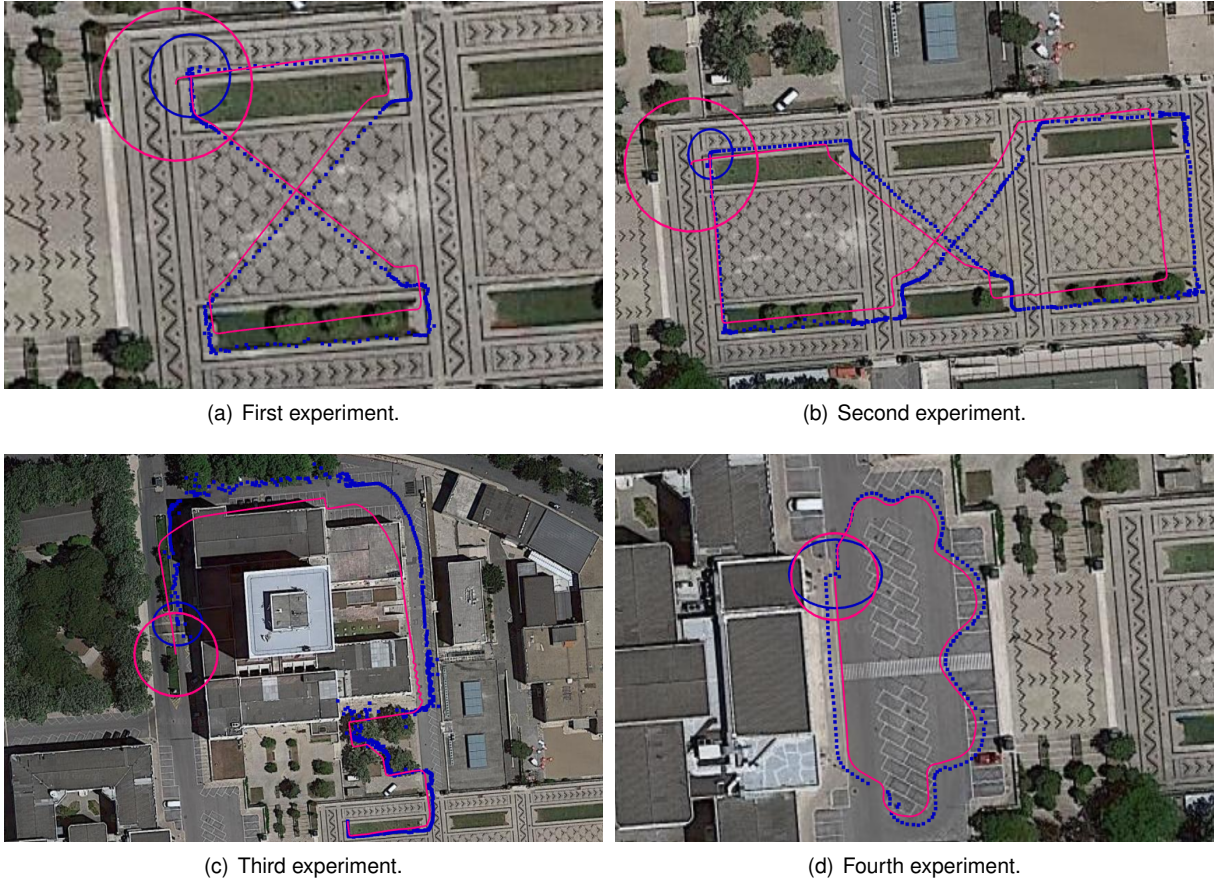 (a) First experiment.
(b) Second experiment.
(c) Third experiment.
(d) Fourth experiment.